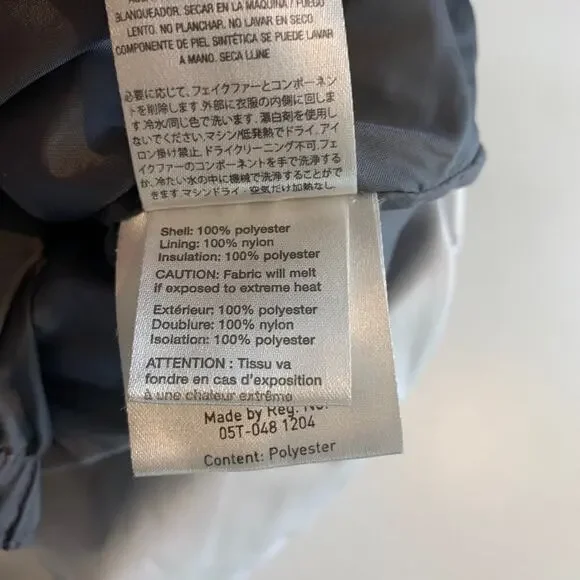 BLANQUEADOR. SECAR EN LA MAQUINA / FUEGO
LENTO. NO PLANCHAR. NO LAVAR EN SECO.
COMPONENTE DE PIEL SINTÉTICA SE PUEDE LAVAR
A MANO. SECA LLINE
必要に応じて、フェイクファーとコンポーネン
トを削除します.外部に衣服の内側に回しま
す.冷水/同じ色で洗います。漂白剤を使用し
ないでください.マシン/低発熱でドライ.アイ
ロン掛け禁止.ドライクリーニング不可.フェ
イクファーのコンポーネントを手で洗浄する
か、冷たい水の中に機械で洗浄することがで
きます.マシンドライ - 空気だけ加熱なし.
Shell: 100% polyester
Lining: 100% nylon
Insulation: 100% polyester
CAUTION: Fabric will melt
if exposed to extreme heat
Extérieur: 100% polyester
Doublure: 100% nylon
Isolation: 100% polyester
ATTENTION : Tissu va
fondre en cas d'exposition
à une chaleur extrême
Made by Reg. No.
05T-048 1204
Content: Polyester